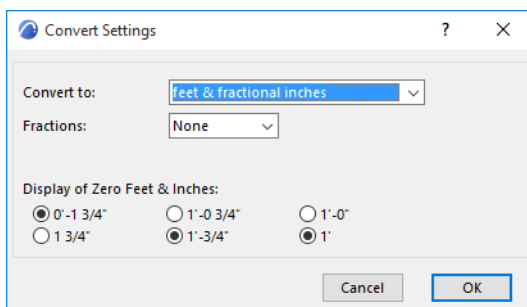 Convert Settings ?
Convert to: feet & fractional inches
Fractions: None
Display of Zero Feet & Inches:
0'-1 3/4" 1'-0 3/4" 1'-0"
1 3/4" 1'-3/4" 1'
Cancel OK